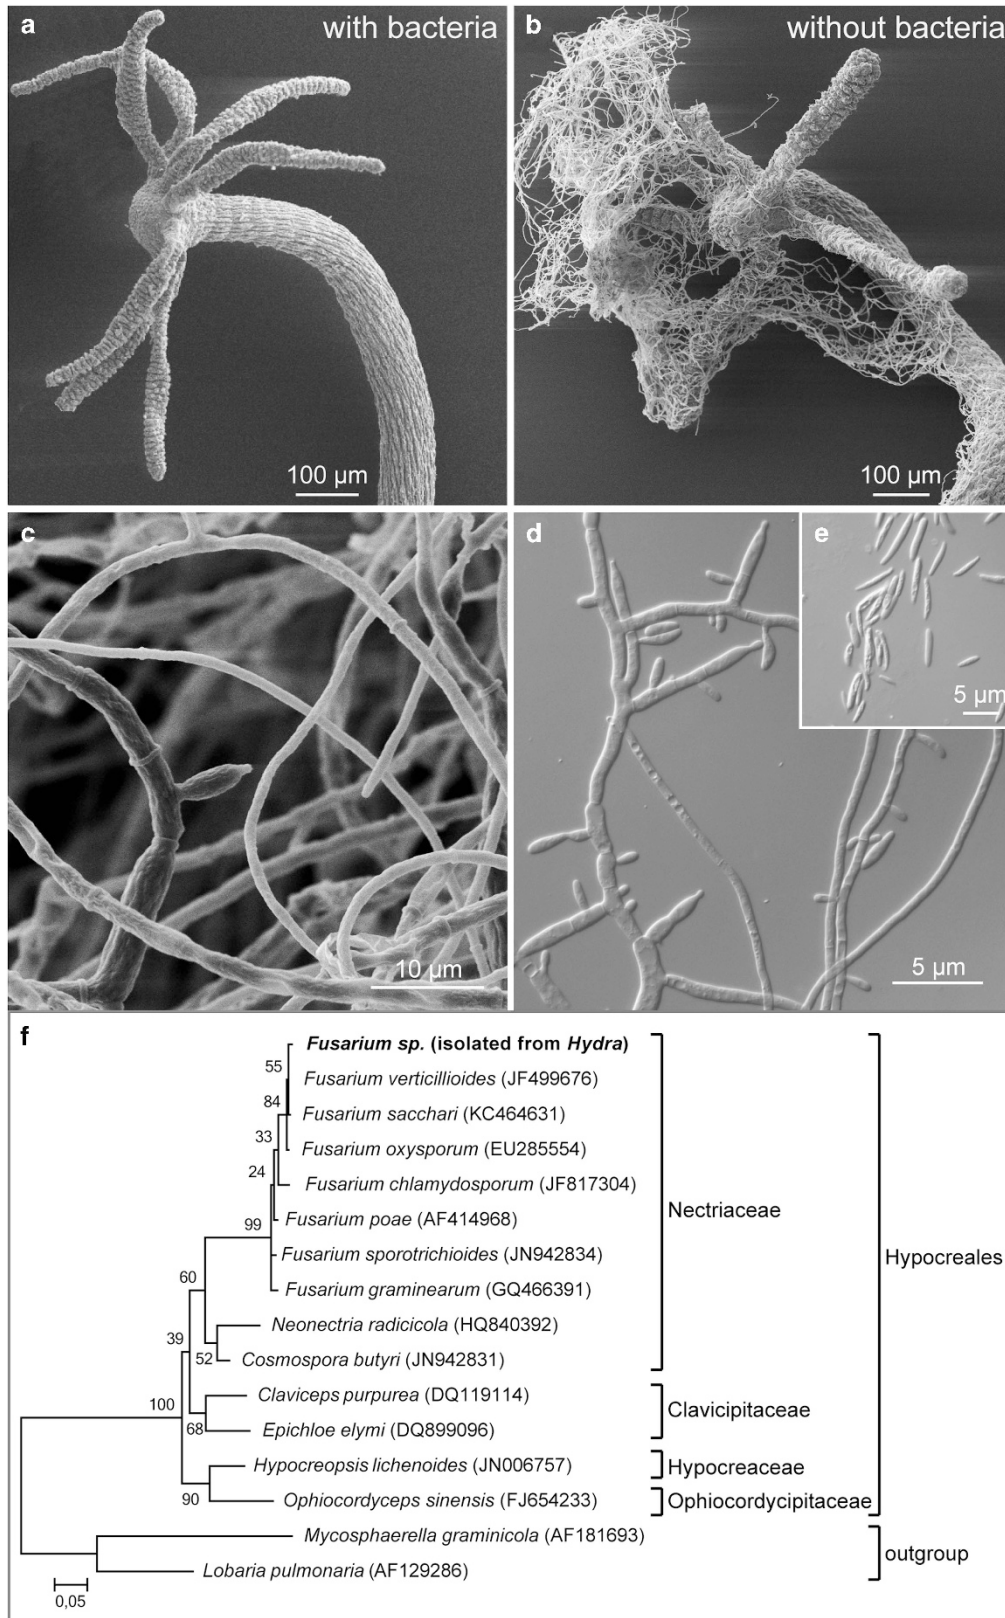 a
with bacteria
100 µm
b
without bacteria
100 µm
c
10 µm
d
5 µm
e
5 µm
f
Fusarium sp. (isolated from Hydra)
Fusarium verticillioides (JF499676)
Fusarium sacchari (KC464631)
Fusarium oxysporum (EU285554)
Fusarium chlamydosporum (JF817304)
Fusarium poae (AF414968)
Fusarium sporotrichioides (JN942834)
Fusarium graminearum (GQ466391)
Neonectria radicicola (HQ840392)
Cosmospora butyri (JN942831)
Claviceps purpurea (DQ119114)
Epichloe elymi (DQ899096)
Hypocreopsis lichenoides (JN006757)
Ophiocordyceps sinensis (FJ654233)
Mycosphaerella graminicola (AF181693)
Lobaria pulmonaria (AF129286)
55
84
33
24
99
60
39
52
100
68
90
0,05
Nectriaceae
Clavicipitaceae
Hypocreaceae
Ophiocordycipitaceae
Hypocreales
outgroup